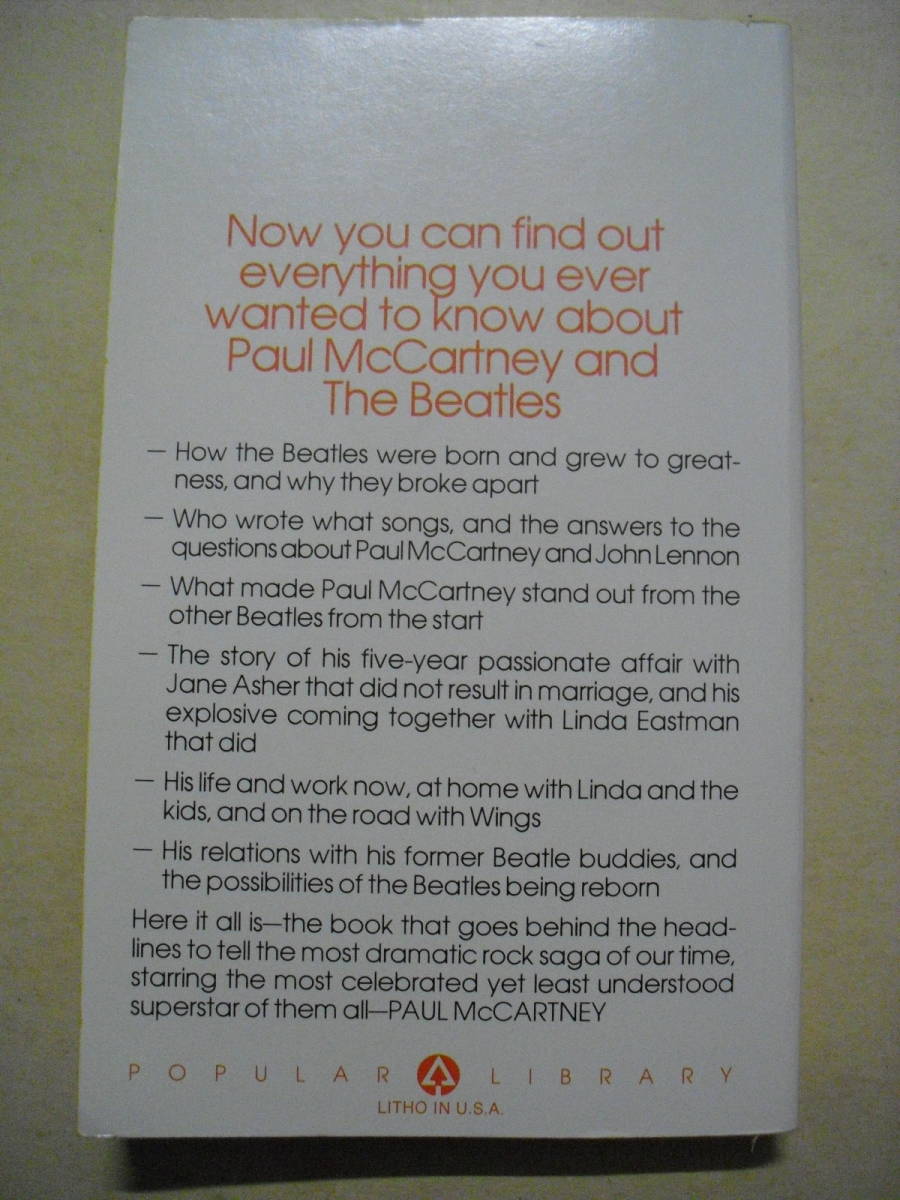 Now you can find out
everything you ever
wanted to know about
Paul McCartney and
The Beatles
— How the Beatles were born and grew to great-
ness, and why they broke apart
— Who wrote what songs, and the answers to the
questions about Paul McCartney and John Lennon
— What made Paul McCartney stand out from the
other Beatles from the start
— The story of his five-year passionate affair with
Jane Asher that did not result in marriage, and his
explosive coming together with Linda Eastman
that did
— His life and work now, at home with Linda and the
kids, and on the road with Wings
— His relations with his former Beatle buddies, and
the possibilities of the Beatles being reborn
Here it all is—the book that goes behind the head-
lines to tell the most dramatic rock saga of our time,
starring the most celebrated yet least understood
superstar of them all—PAUL McCARTNEY
POPULAR LIBRARY
LITHO IN U.S.A.